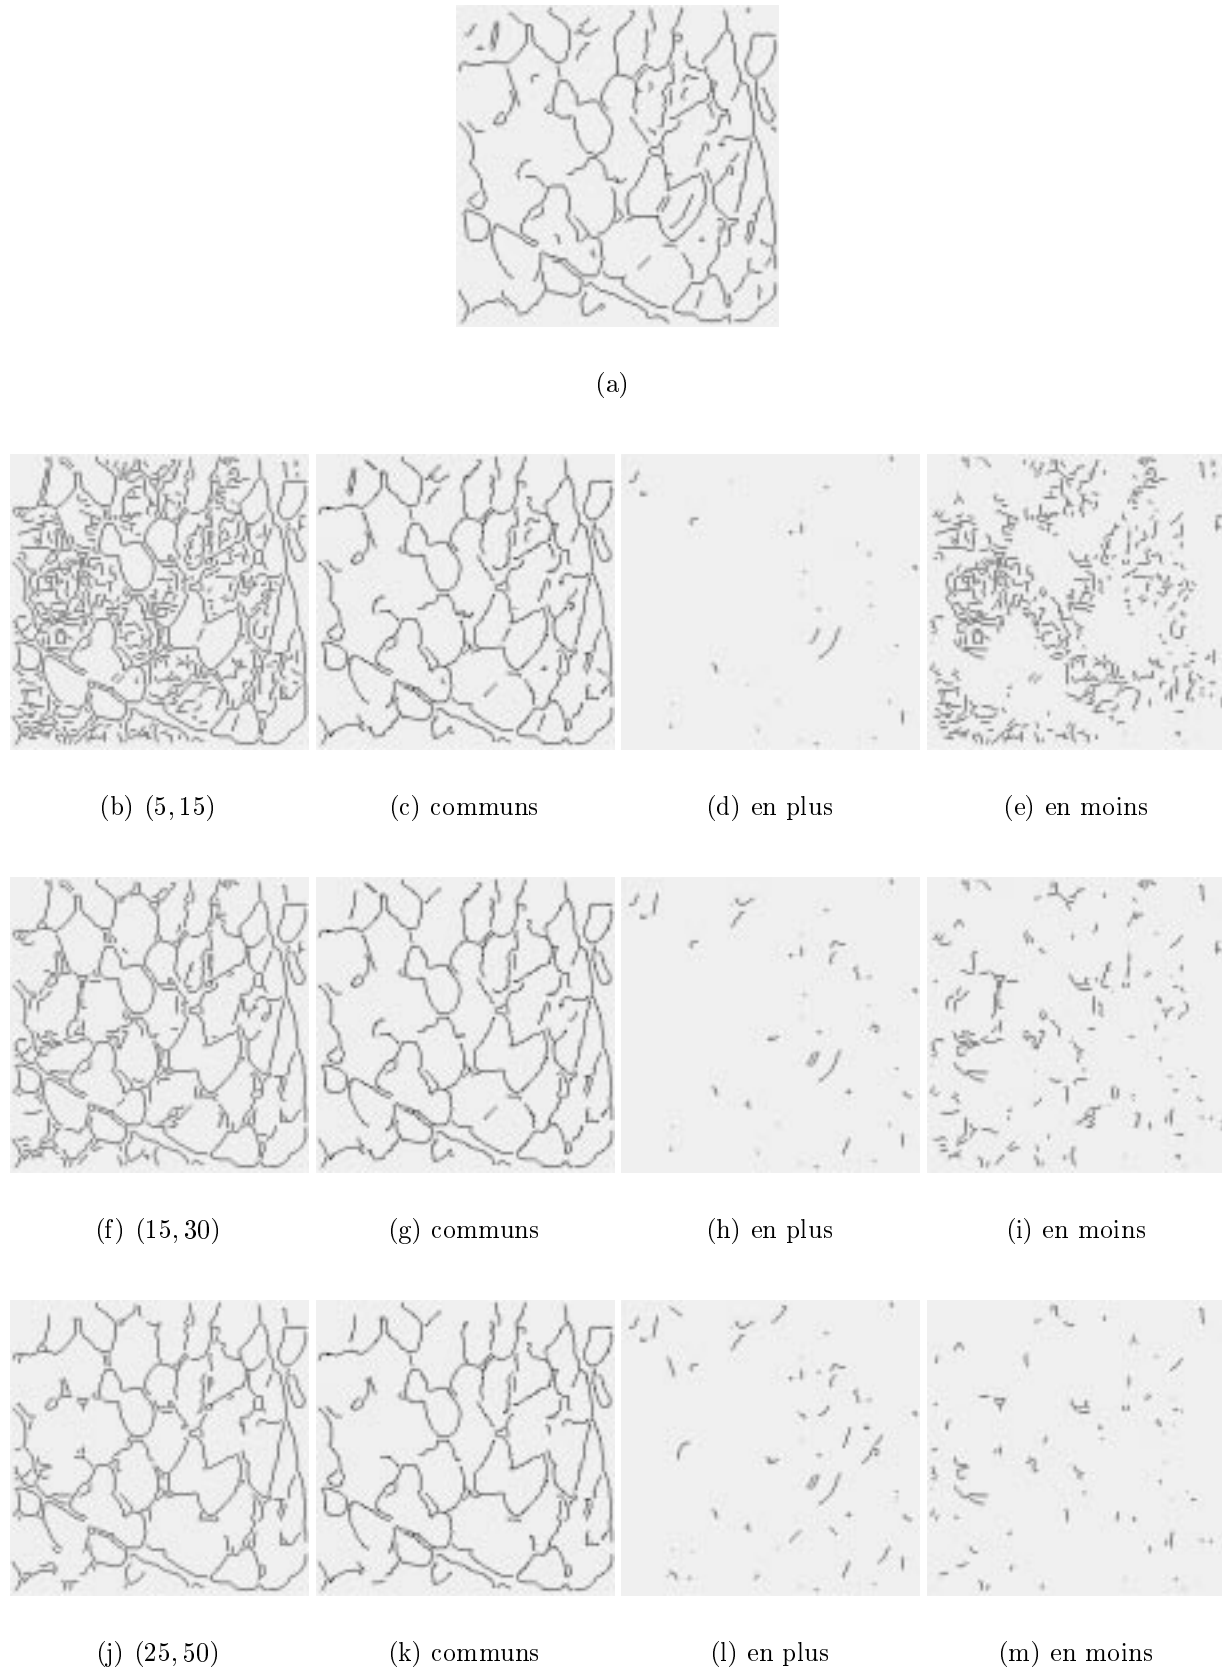 (a)
(b) (5,15) (c) communs (d) en plus (e) en moins
(f) (15,30) (g) communs (h) en plus (i) en moins
(j) (25,50) (k) communs (l) en plus (m) en moins